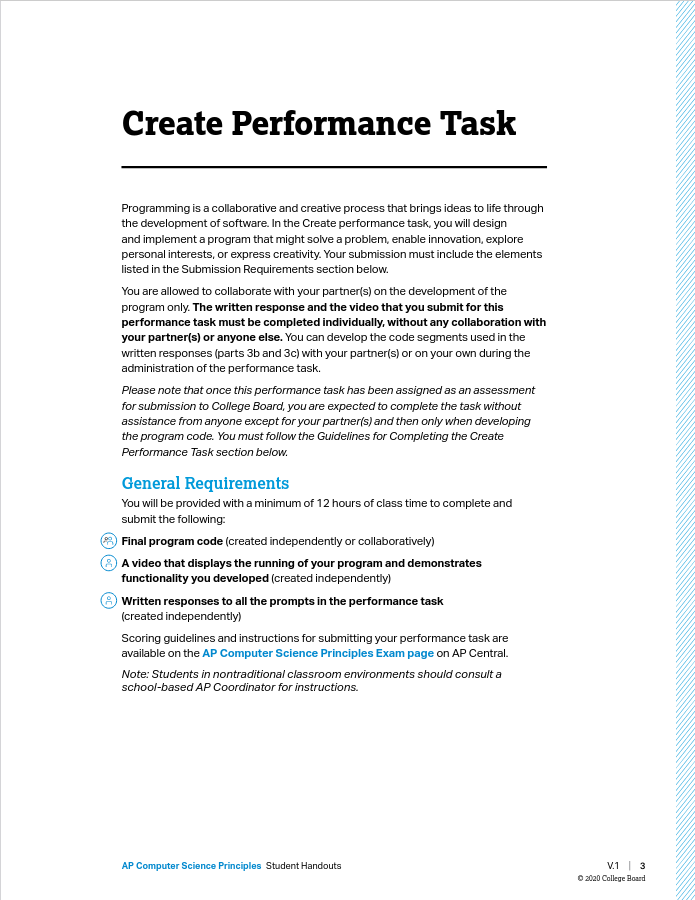 Create Performance Task
Programming is a collaborative and creative process that brings ideas to life through
the development of software. In the Create performance task, you will design
and implement a program that might solve a problem, enable innovation, explore
personal interests, or express creativity. Your submission must include the elements
listed in the Submission Requirements section below.
You are allowed to collaborate with your partner(s) on the development of the
program only. The written response and the video that you submit for this
performance task must be completed individually, without any collaboration with
your partner(s) or anyone else. You can develop the code segments used in the
written responses (parts 3b and 3c) with your partner(s) or on your own during the
administration of the performance task.
Please note that once this performance task has been assigned as an assessment
for submission to College Board, you are expected to complete the task without
assistance from anyone except for your partner(s) and then only when developing
the program code. You must follow the Guidelines for Completing the Create
Performance Task section below.
General Requirements
You will be provided with a minimum of 12 hours of class time to complete and
submit the following:
Final program code (created independently or collaboratively)
A video that displays the running of your program and demonstrates
functionality you developed (created independently)
Written responses to all the prompts in the performance task
(created independently)
Scoring guidelines and instructions for submitting your performance task are
available on the AP Computer Science Principles Exam page on AP Central.
Note: Students in nontraditional classroom environments should consult a
school-based AP Coordinator for instructions.
AP Computer Science Principles Student Handouts
V.1 | 3
© 2020 College Board